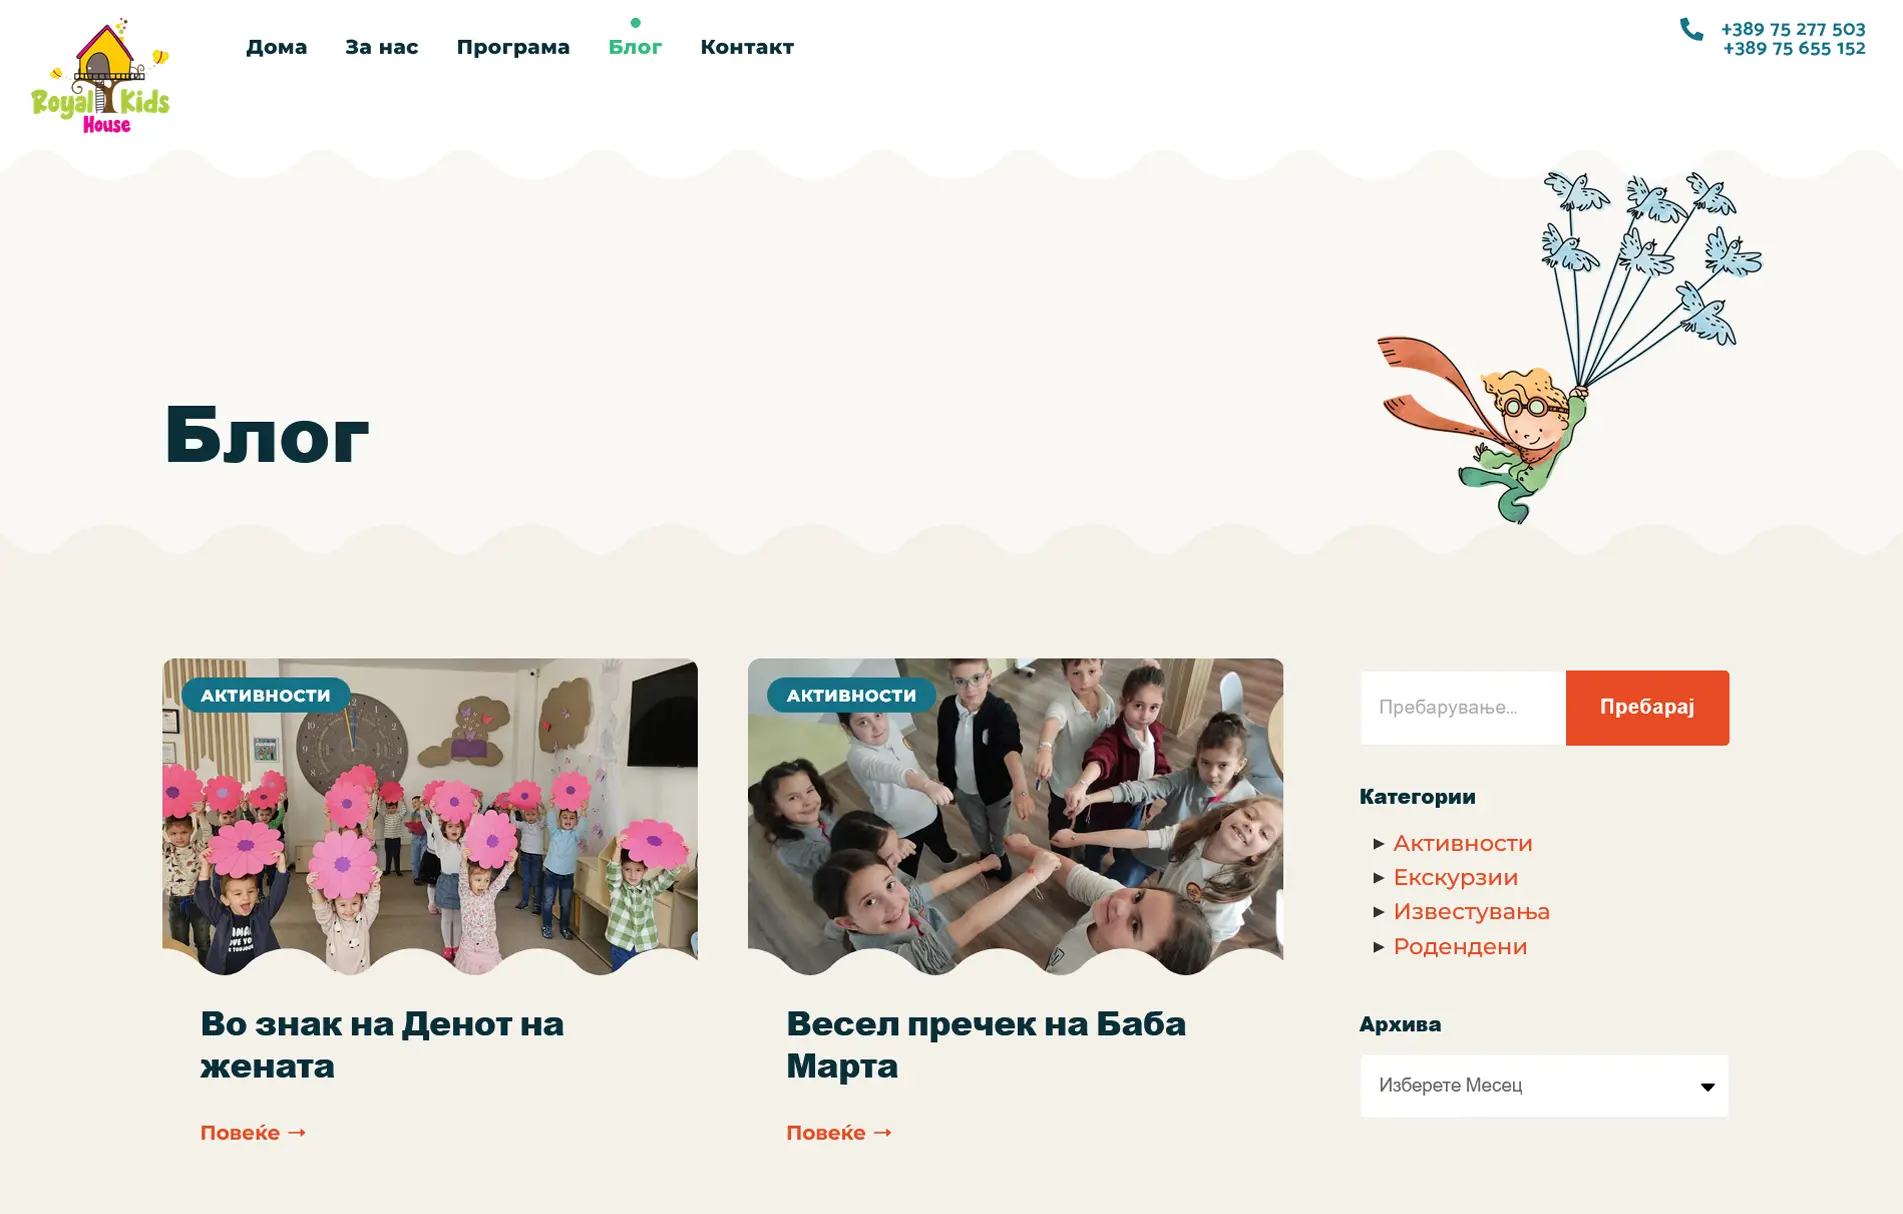 Royal Kids
House
Дома
За нас
Програма
Блог
Контакт
+389 75 277 503
+389 75 655 152
Блог
АКТИВНОСТИ
Во знак на Денот на
жената
Повеќе →
АКТИВНОСТИ
Весел пречек на Баба
Марта
Повеќе →
Пребарување...
Пребарај
Категории
Активности
Екскурзии
Известувања
Родендени
Архива
Изберете Месец